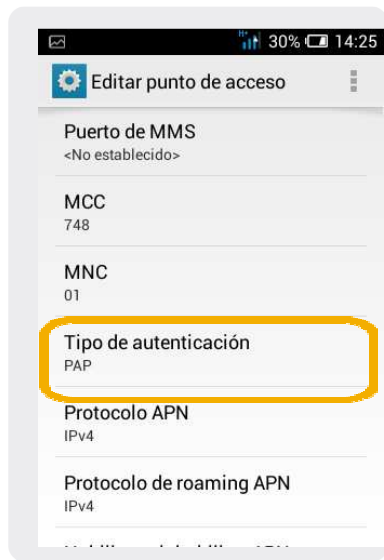 H+ 30% 14:25
Editar punto de acceso
Puerto de MMS
<No establecido>
MCC
748
MNC
01
Tipo de autenticación
PAP
Protocolo APN
IPv4
Protocolo de roaming APN
IPv4